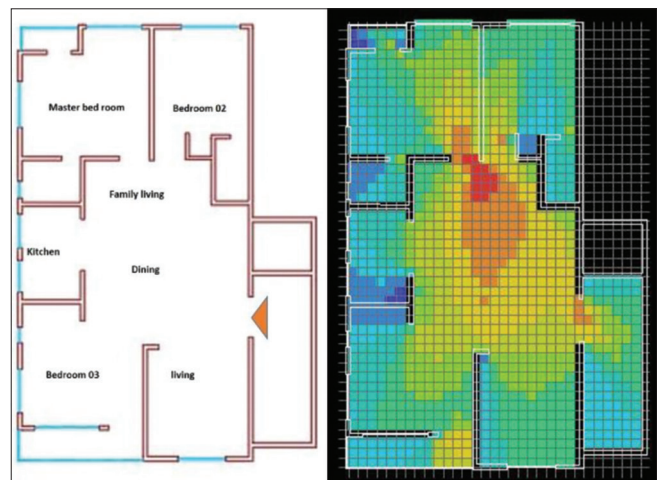 Master bed room
Bedroom 02
Family living
Kitchen
Dining
Bedroom 03
living